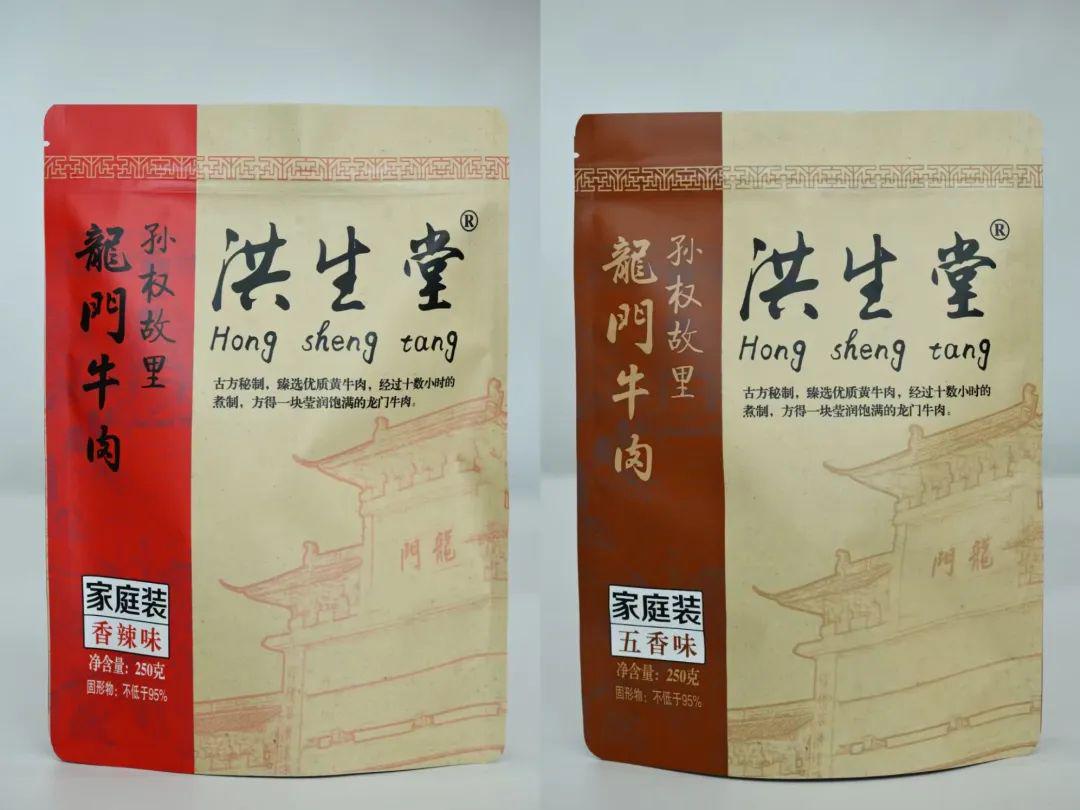 孙权故里
龍門牛肉
洪生堂®
Hong sheng tang
古方秘制，臻选优质黄牛肉，经过十数小时的
煮制，方得一块莹润饱满的龙门牛肉。
門龍
家庭装
香辣味
净含量：250克
固形物：不低于95%
孙权故里
龍門牛肉
洪生堂®
Hong sheng tang
古方秘制，臻选优质黄牛肉，经过十数小时的
煮制，方得一块莹润饱满的龙门牛肉。
門龍
家庭装
五香味
净含量：250克
固形物：不低于95%